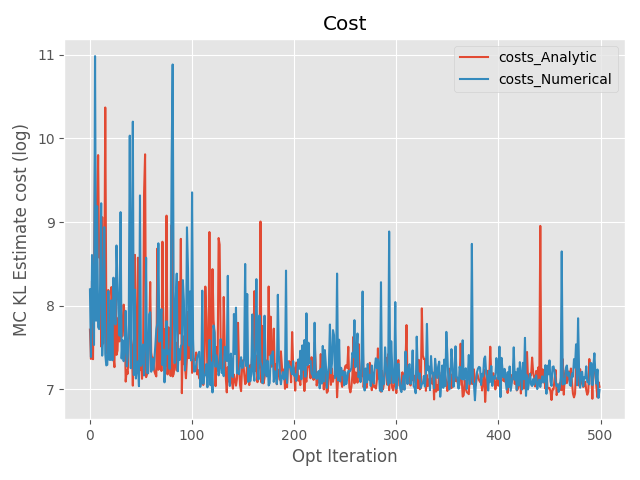 Cost
costs_Analytic
costs_Numerical
MC KL Estimate cost (log)
11
10
9
8
7
0 100 200 300 400 500
Opt Iteration